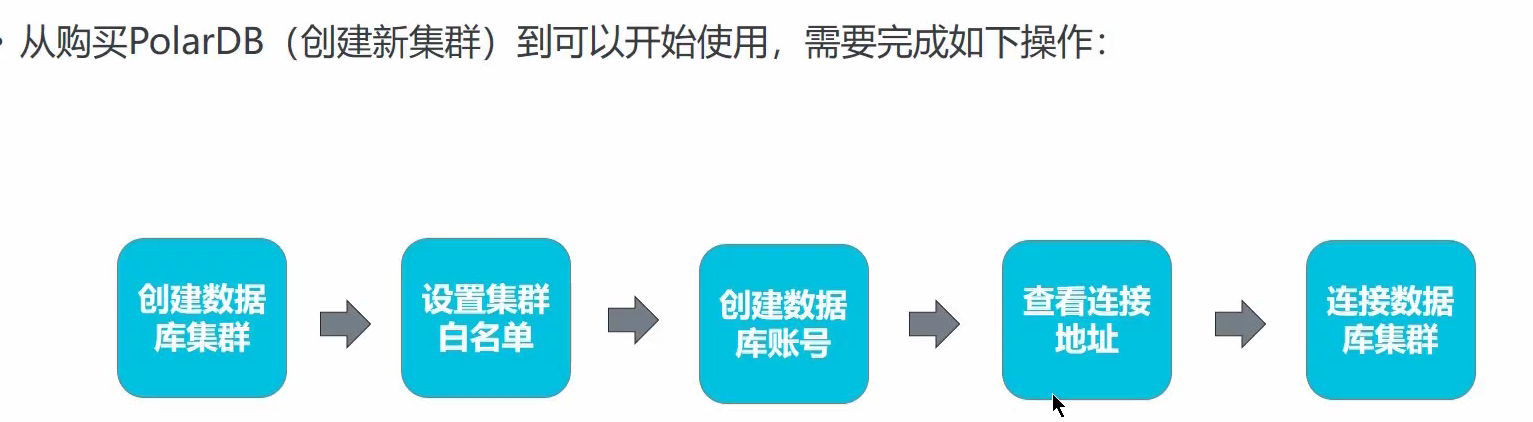 • 从购买PolarDB（创建新集群）到可以开始使用，需要完成如下操作：
创建数据
库集群
设置集群
白名单
创建数据
库账号
查看连接
地址
连接数据
库集群